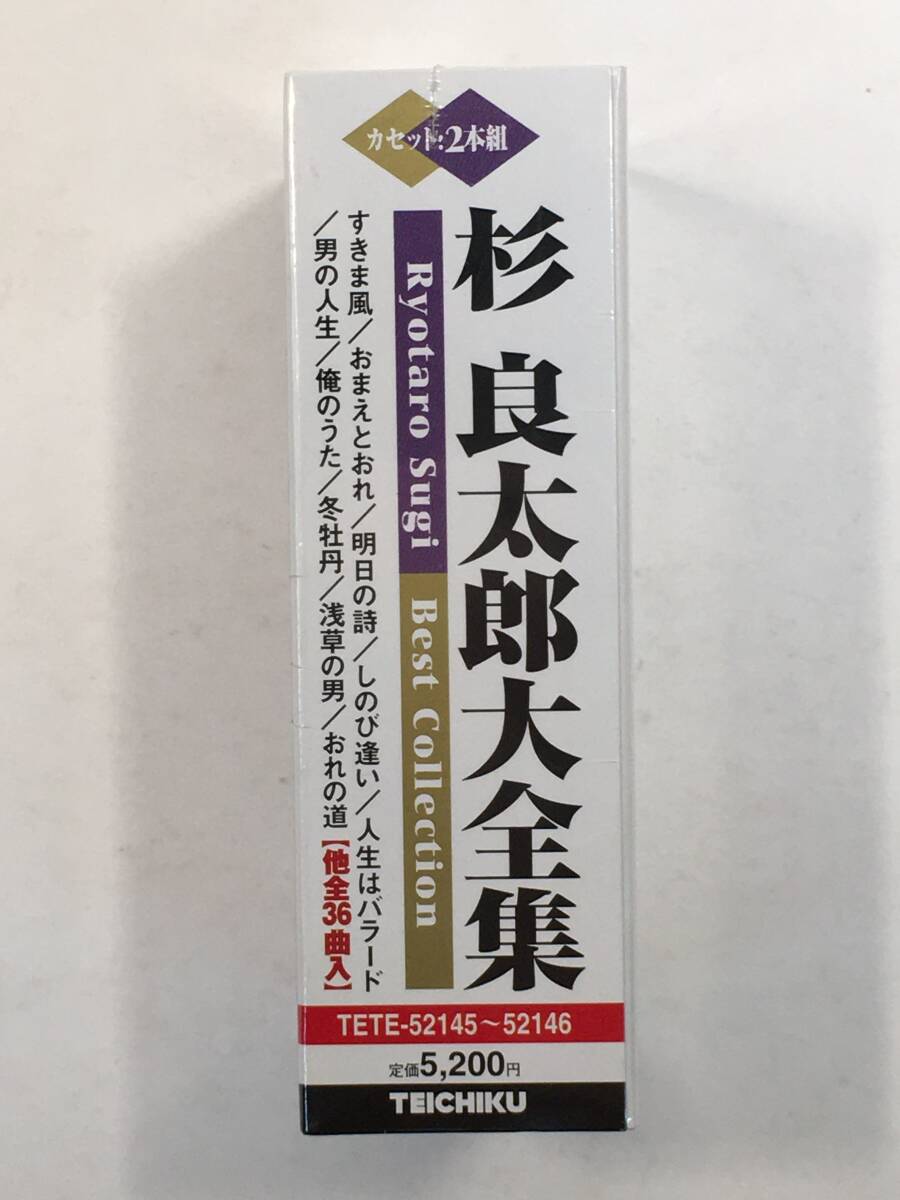 カセット:2本組
杉 良太郎大全集
Ryotaro Sugi Best Collection
すきま風/おまえとおれ/明日の詩/しのび逢い/人生はバラード
/男の人生/俺のうた/冬牡丹/浅草の男/おれの道【他全36曲入】
TETE-52145〜52146
定価5,200円
TEICHIKU